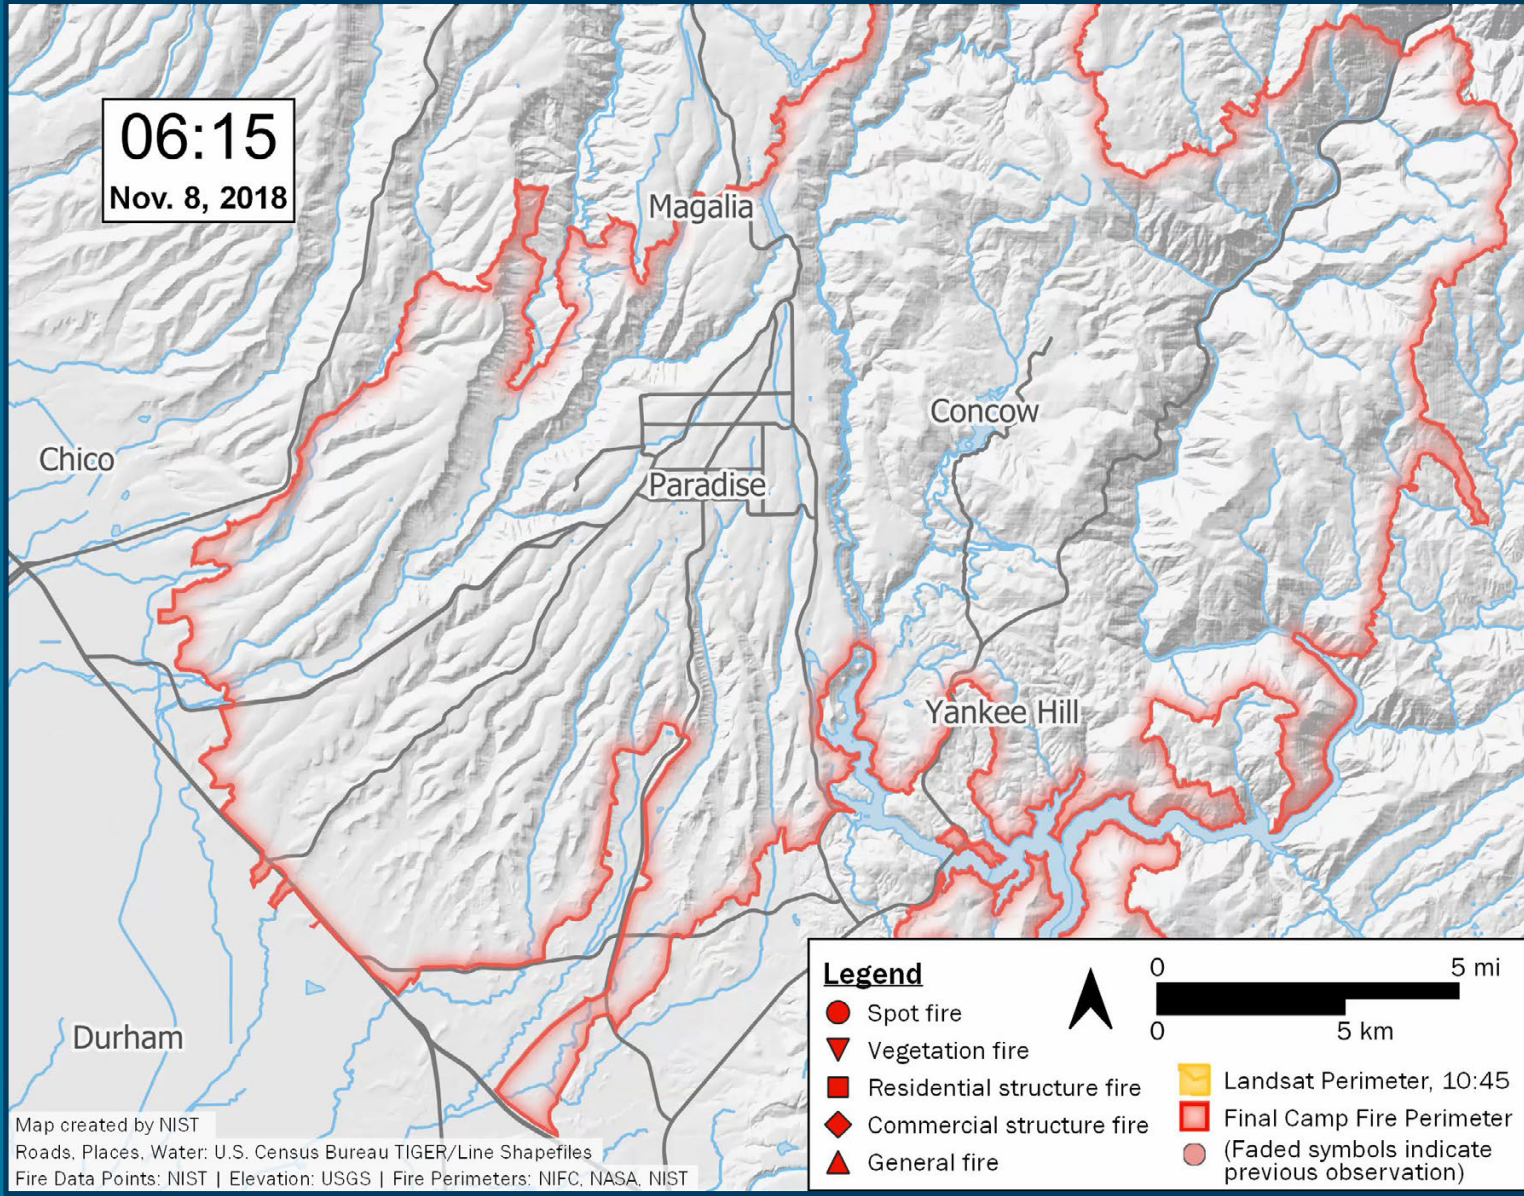 06:15
Nov. 8, 2018
Magalia
Concow
Chico
Paradise
Yankee Hill
Durham
Legend
Spot fire
Vegetation fire
Residential structure fire
Commercial structure fire
General fire
0 5 mi
0 5 km
Landsat Perimeter, 10:45
Final Camp Fire Perimeter
(Faded symbols indicate
previous observation)
Map created by NIST
Roads, Places, Water: U.S. Census Bureau TIGER/Line Shapefiles
Fire Data Points: NIST | Elevation: USGS | Fire Perimeters: NIFC, NASA, NIST